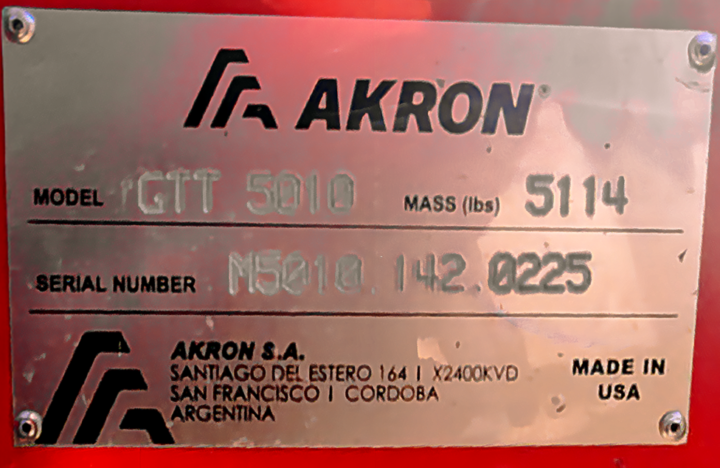 AKRON
MODEL GTT 5010 MASS (lbs) 5114
SERIAL NUMBER M5010.142.0225
AKRON S.A.
SANTIAGO DEL ESTERO 164 | X2400KVD
SAN FRANCISCO | CORDOBA
ARGENTINA
MADE IN
USA